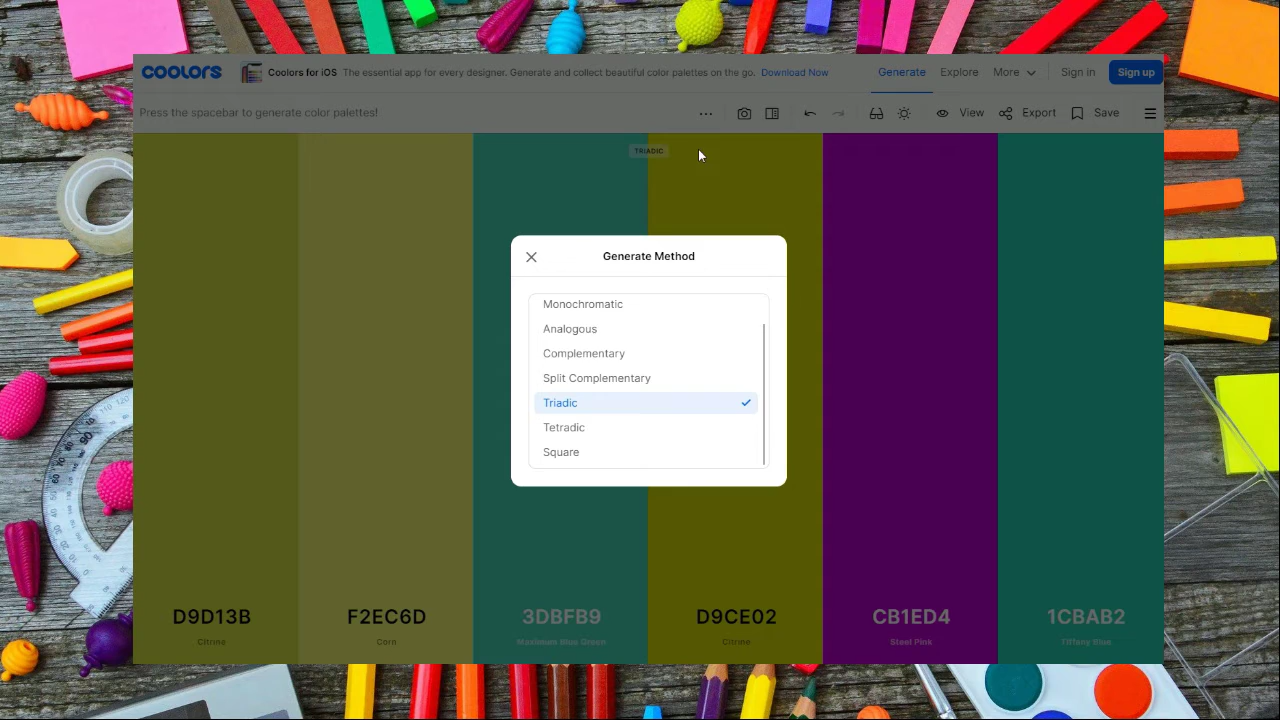 coolors
Coolors for iOS The essential app for every designer. Generate and collect beautiful color palettes on the go. Download Now
Generate
Explore
More
Sign in
Sign up
Press the spacebar to generate color palettes!
View
Export
Save
TRIADIC
Generate Method
Monochromatic
Analogous
Complementary
Split Complementary
Triadic
Tetradic
Square
D9D13B
Citrine
F2EC6D
Corn
3DBFB9
Maximum Blue Green
D9CE02
Citrine
CB1ED4
Steel Pink
1CBAB2
Tiffany Blue